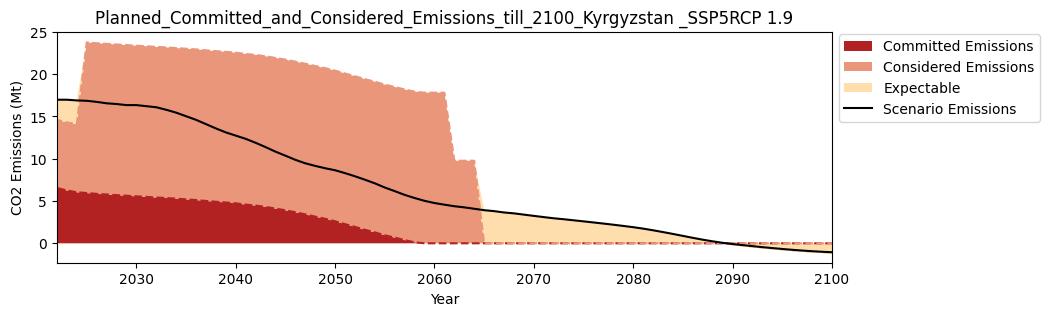 Planned_Committed_and_Considered_Emissions_till_2100_Kyrgyzstan _SSP5RCP 1.9
CO2 Emissions (Mt)
25
20
15
10
5
0
2030 2040 2050 2060 2070 2080 2090 2100
Year
Committed Emissions
Considered Emissions
Expectable
Scenario Emissions